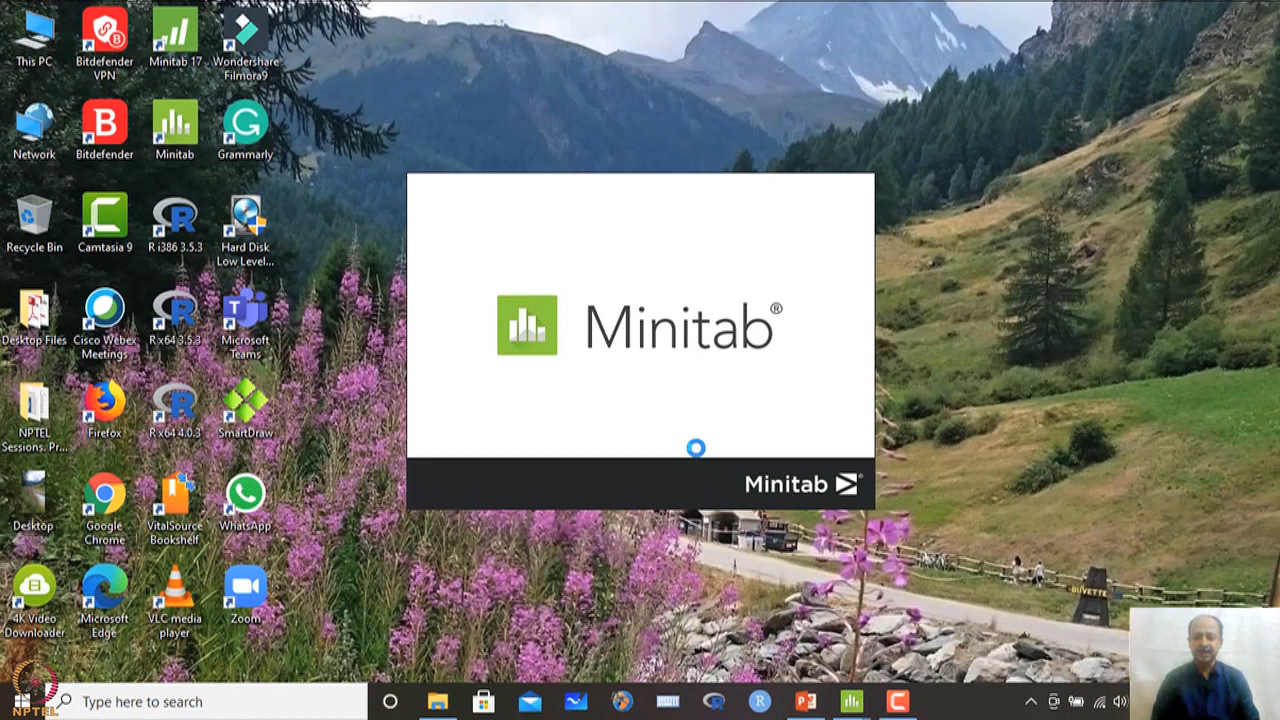 This PC
Bitdefender
VPN
Minitab 17
Wondershare
Filmora9
Network
Bitdefender
Minitab
Grammarly
Recycle Bin
Camtasia 9
R i386 3.5.3
Hard Disk
Low Level...
Desktop Files
Cisco Webex
Meetings
R x64 3.5.3
Microsoft
Teams
NPTEL
Sessions. Pr...
Firefox
R x64 4.0.3
SmartDraw
Desktop
Google
Chrome
VitalSource
Bookshelf
WhatsApp
4K Video
Downloader
Microsoft
Edge
VLC media
player
Zoom
Minitab®
Minitab
DUVETTE
Type here to search
NPTEL